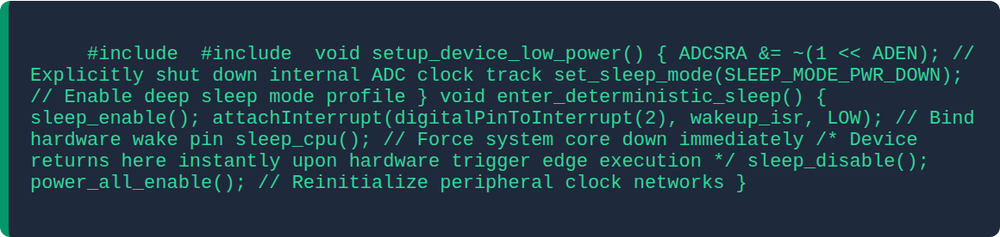 #include  #include  void setup_device_low_power() { ADCSRA &= ~(1 << ADEN); //
Explicitly shut down internal ADC clock track set_sleep_mode(SLEEP_MODE_PWR_DOWN);
// Enable deep sleep mode profile } void enter_deterministic_sleep() {
sleep_enable(); attachInterrupt(digitalPinToInterrupt(2), wakeup_isr, LOW); // Bind
hardware wake pin sleep_cpu(); // Force system core down immediately /* Device
returns here instantly upon hardware trigger edge execution */ sleep_disable();
power_all_enable(); // Reinitialize peripheral clock networks }